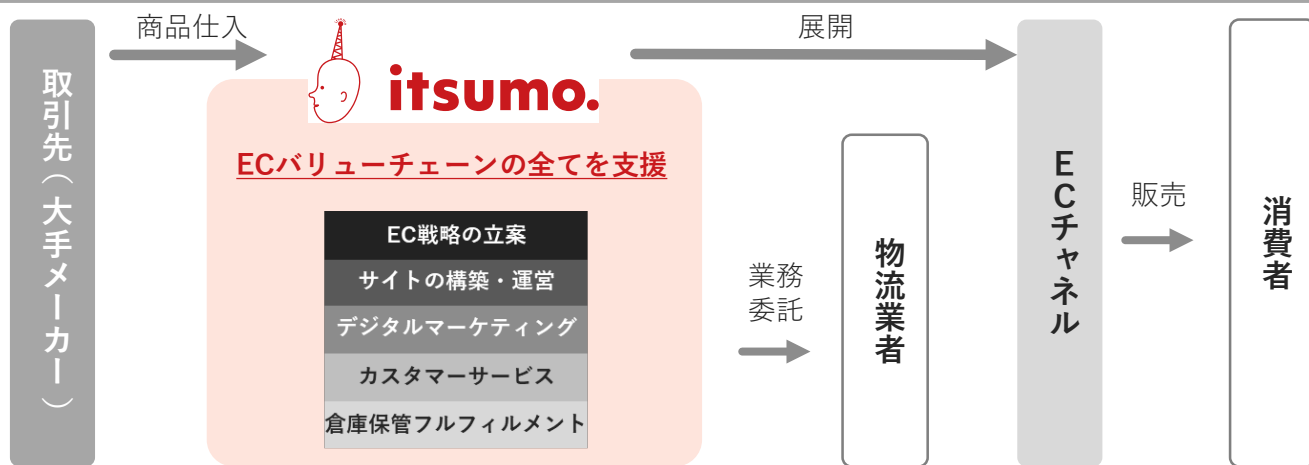 商品仕入
展開
取引先（大手メーカー）
itsumo.
ECバリューチェーンの全てを支援
EC戦略の立案
サイトの構築・運営
デジタルマーケティング
カスタマーサービス
倉庫保管フルフィルメント
業務
委託
物流業者
ECチャネル
販売
消費者